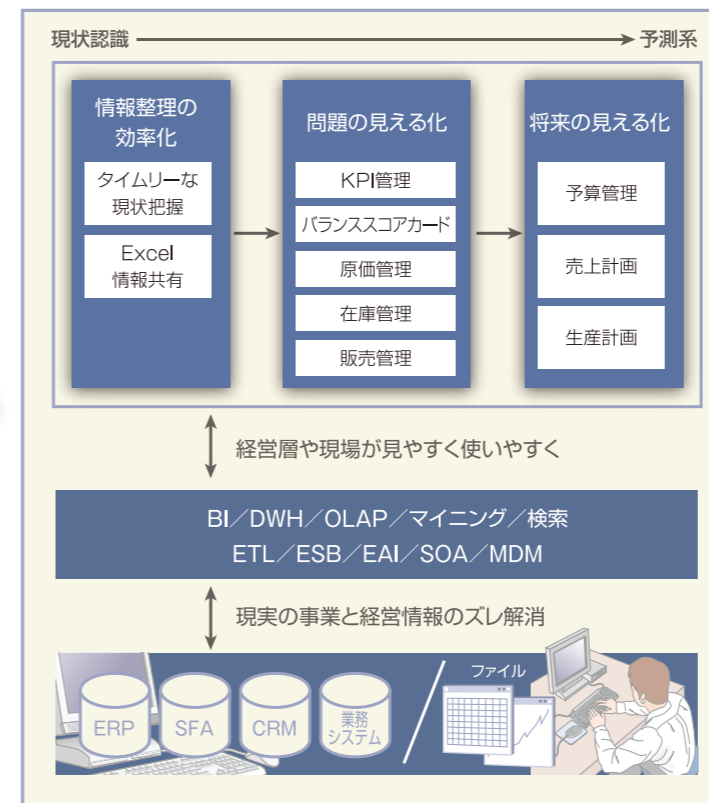 現状認識
予測系
情報整理の
効率化
タイムリーな
現状把握
Excel
情報共有
問題の見える化
KPI管理
バランススコアカード
原価管理
在庫管理
販売管理
将来の見える化
予算管理
売上計画
生産計画
経営層や現場が見やすく使いやすく
BI／DWH／OLAP／マイニング／検索
ETL／ESB／EAI／SOA／MDM
現実の事業と経営情報のズレ解消
ERP
SFA
CRM
業務
システム
ファイル